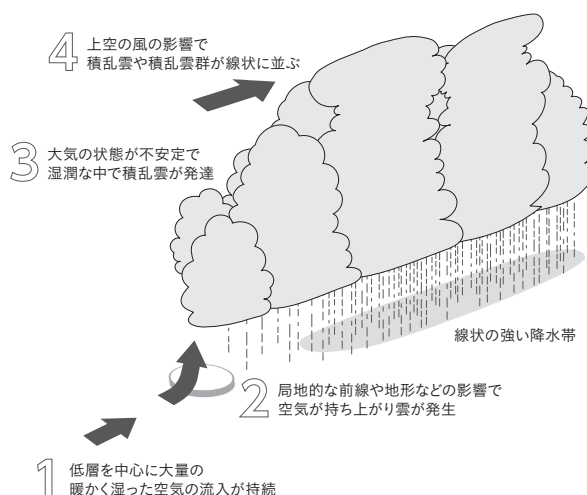 4 上空の風の影響で
積乱雲や積乱雲群が線状に並ぶ
3 大気の状態が不安定で
湿潤な中で積乱雲が発達
線状の強い降水帯
2 局地的な前線や地形などの影響で
空気が持ち上がり雲が発生
1 低層を中心に大量の
暖かく湿った空気の流入が持続